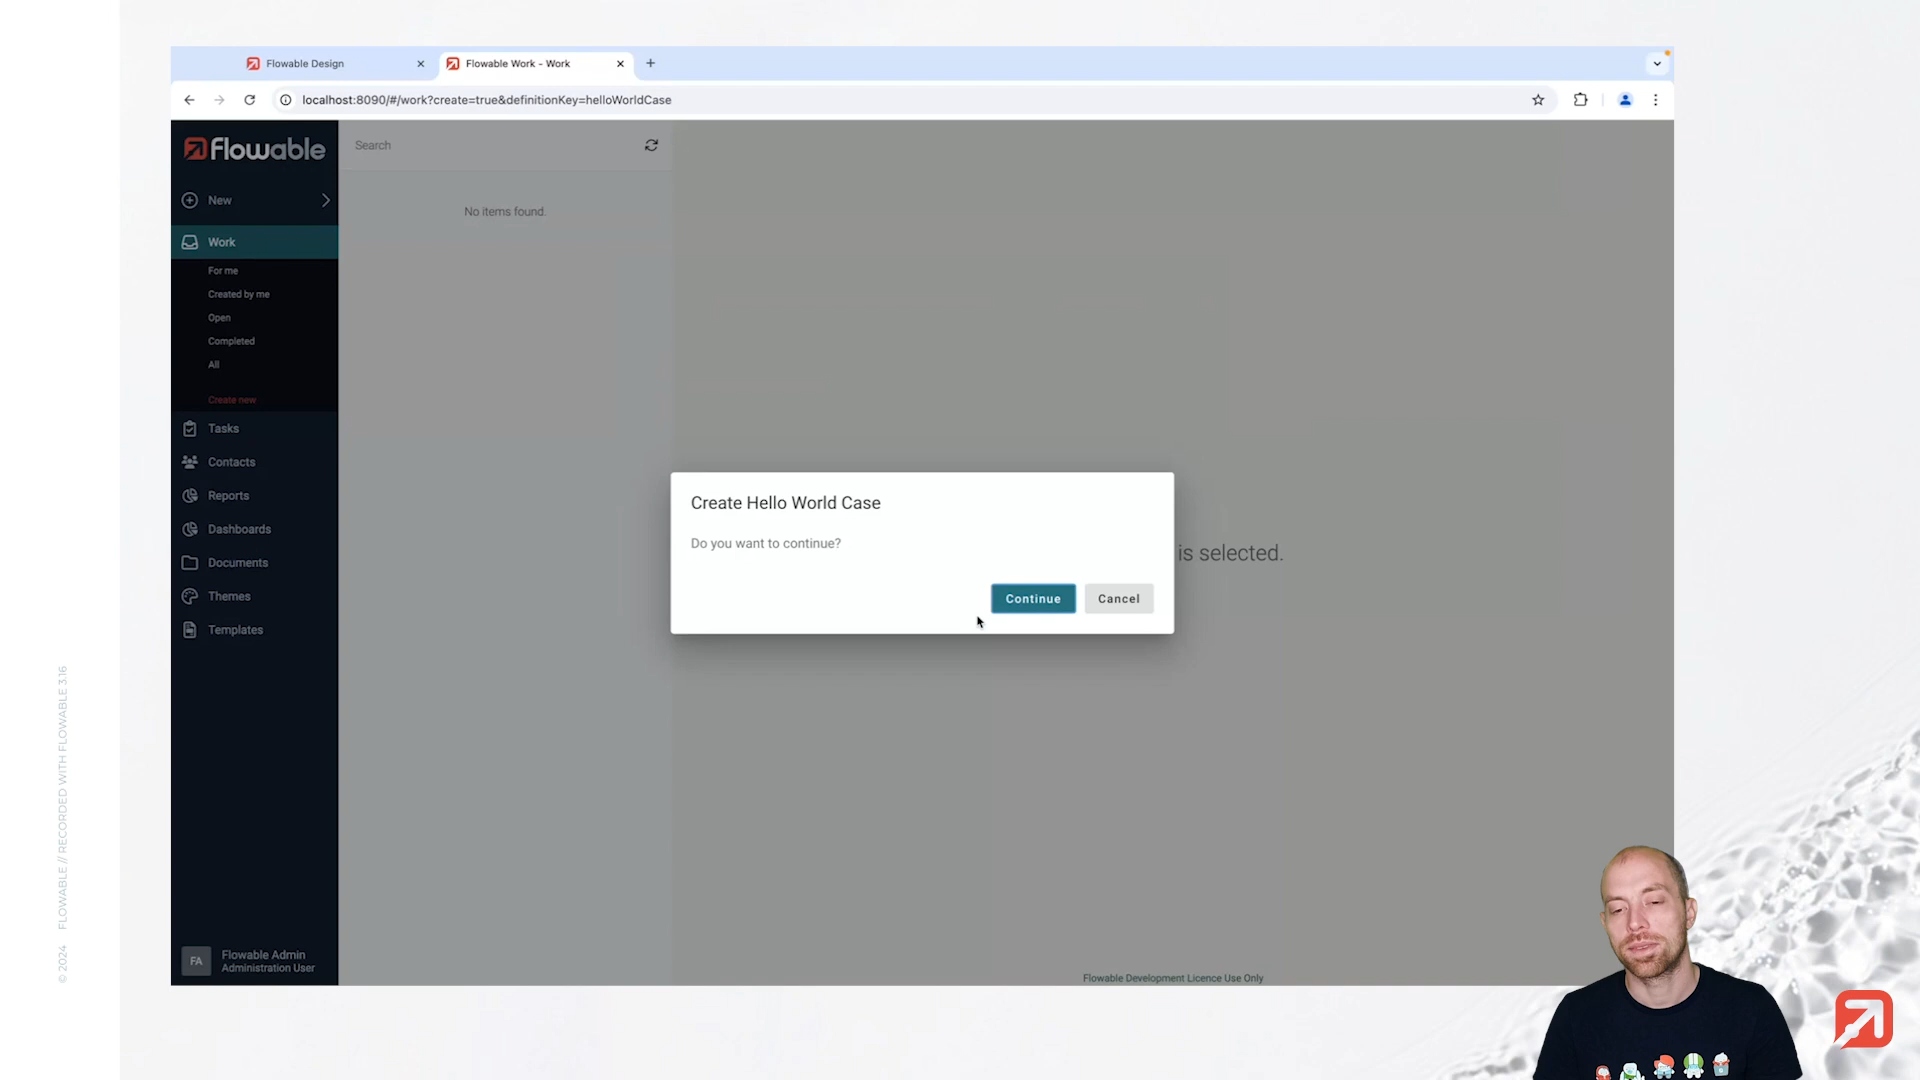 Flowable Design
Flowable Work - Work
localhost:8090/#/work?create=true&definitionKey=helloWorldCase
Flowable
New
Work
For me
Created by me
Open
Completed
All
Create new
Tasks
Contacts
Reports
Dashboards
Documents
Themes
Templates
FA
Flowable Admin
Administration User
Search
No items found.
Create Hello World Case
Do you want to continue?
Continue
Cancel
is selected.
Flowable Development Licence Use Only
© 2024 FLOWABLE // RECORDED WITH FLOWABLE 3.16